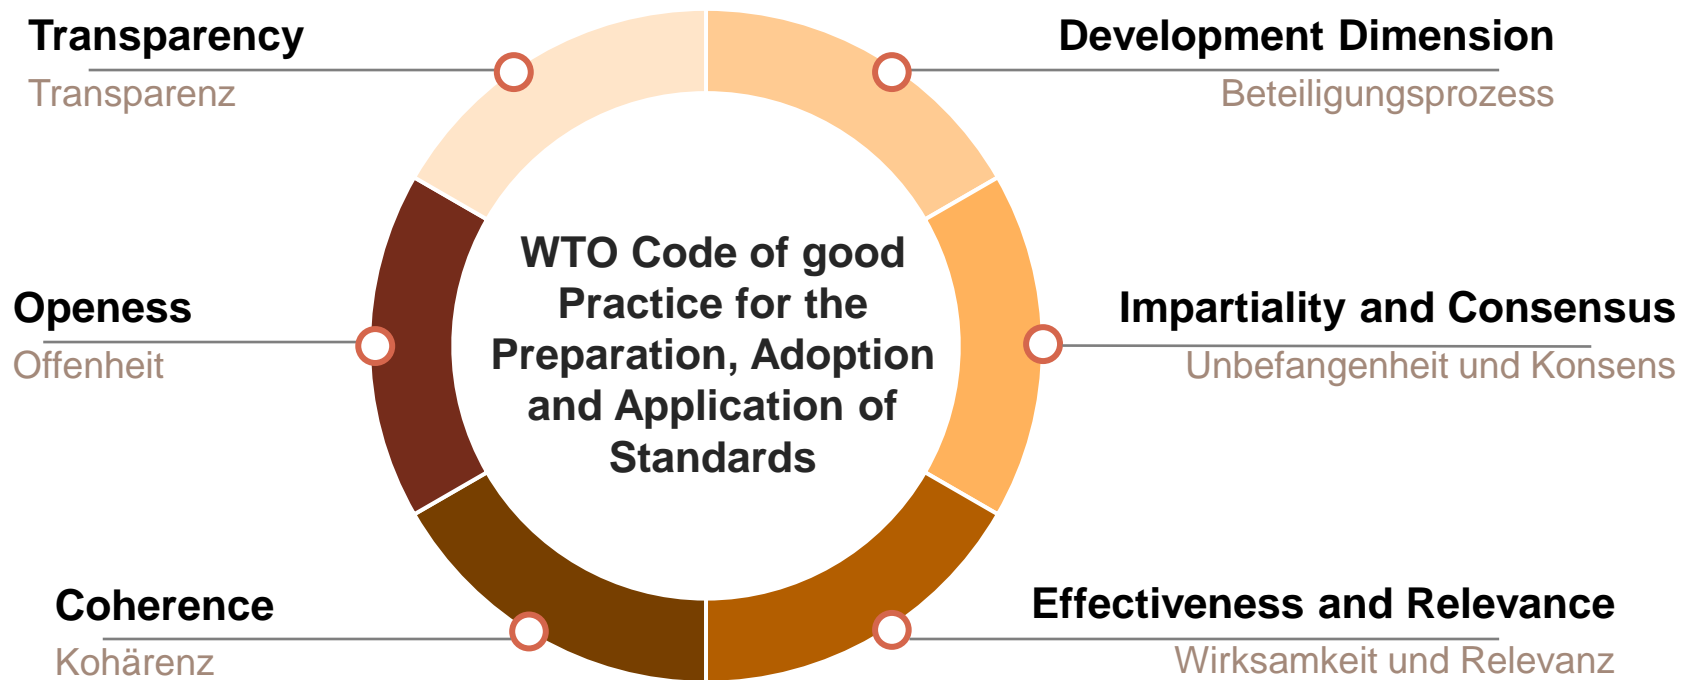 Transparency
Transparenz
Development Dimension
Beteiligungsprozess
Openess
Offenheit
WTO Code of good
Practice for the
Preparation, Adoption
and Application of
Standards
Impartiality and Consensus
Unbefangenheit und Konsens
Coherence
Kohärenz
Effectiveness and Relevance
Wirksamkeit und Relevanz